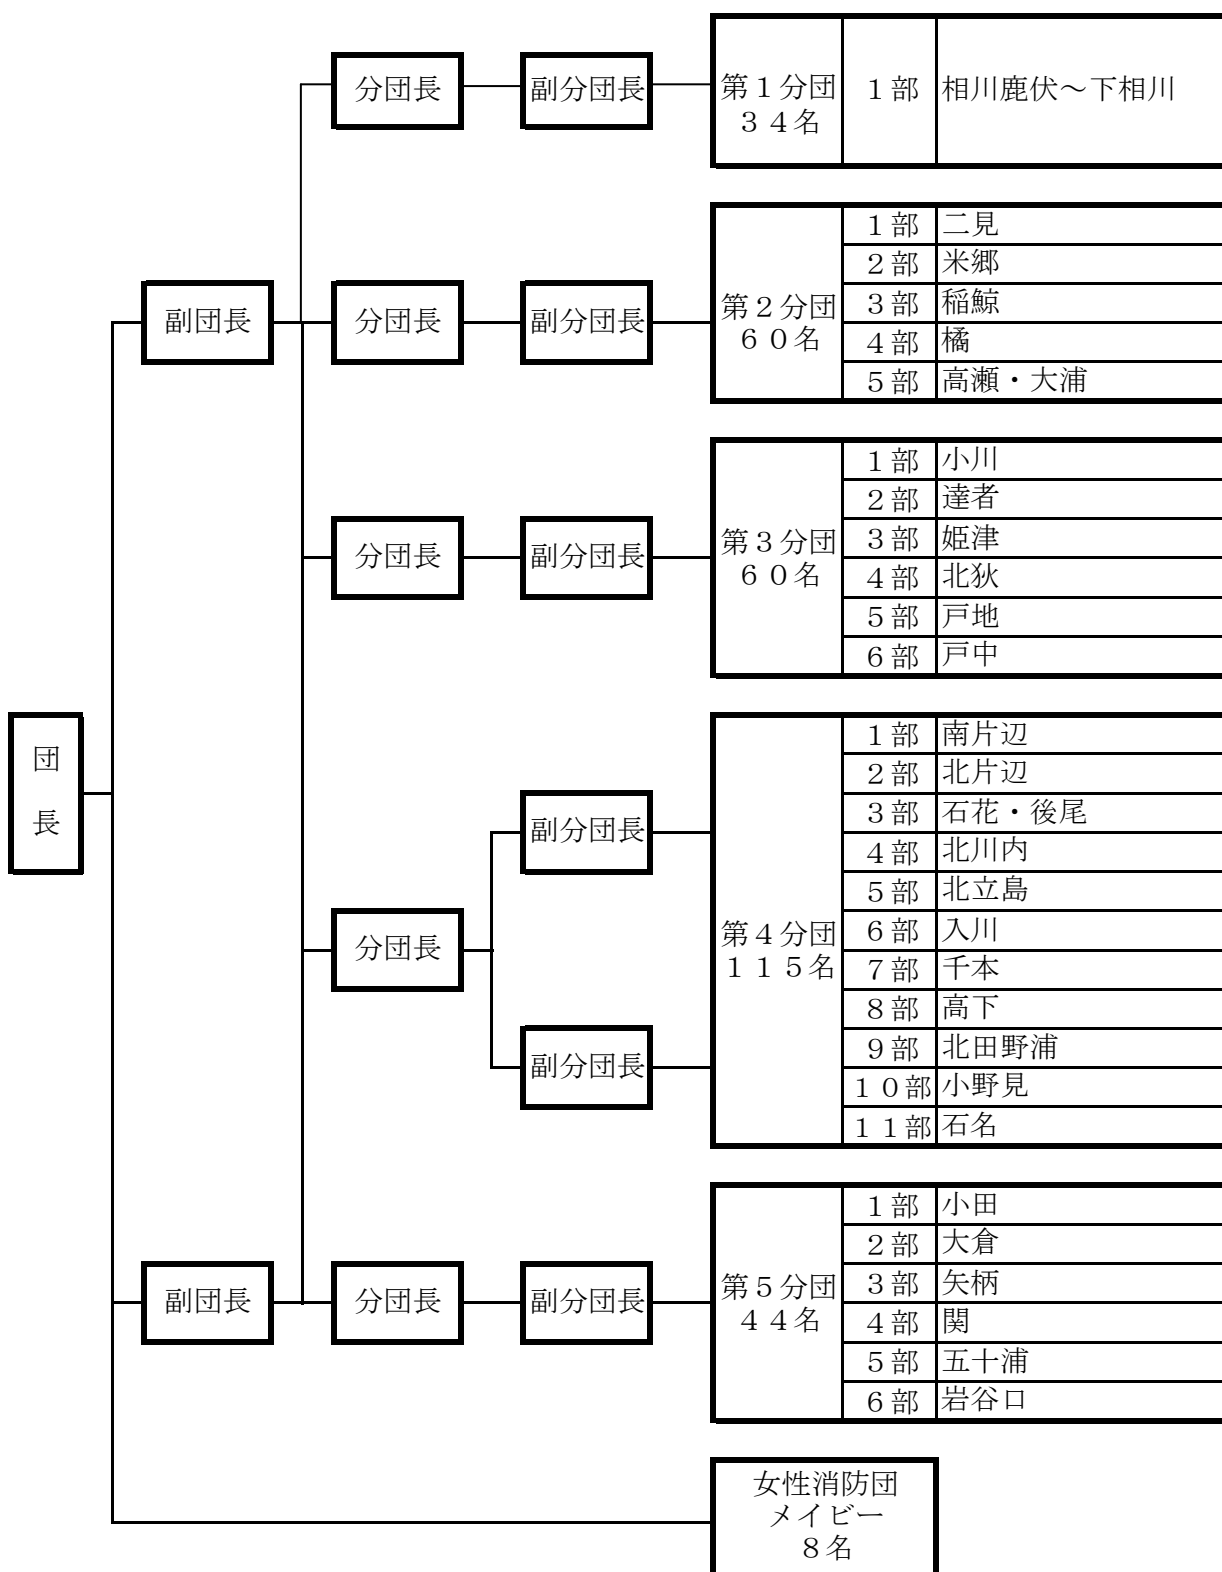 分団長
副分団長
第１分団
３４名
１部
相川鹿伏～下相川
副団長
分団長
副分団長
第２分団
６０名
１部
二見
２部
米郷
３部
稲鯨
４部
橘
５部
高瀬・大浦
分団長
副分団長
第３分団
６０名
１部
小川
２部
達者
３部
姫津
４部
北狄
５部
戸地
６部
戸中
団
長
分団長
副分団長
副分団長
第４分団
１１５名
１部
南片辺
２部
北片辺
３部
石花・後尾
４部
北川内
５部
北立島
６部
入川
７部
千本
８部
高下
９部
北田野浦
１０部
小野見
１１部
石名
副団長
分団長
副分団長
第５分団
４４名
１部
小田
２部
大倉
３部
矢柄
４部
関
５部
五十浦
６部
岩谷口
女性消防団
メイビー
８名